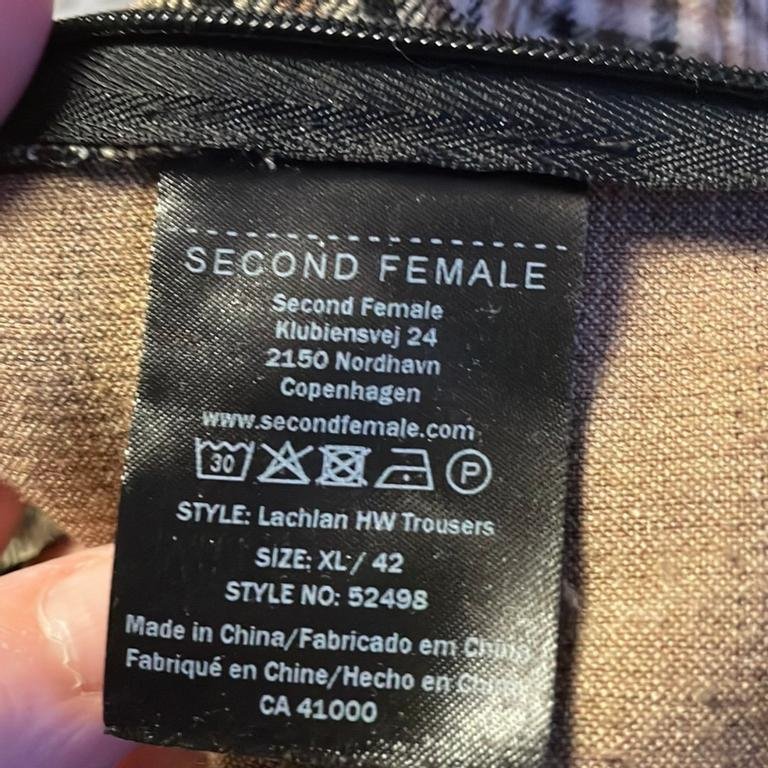 SECOND FEMALE
Second Female
Klubiensvej 24
2150 Nordhavn
Copenhagen
www.secondfemale.com
30 P
STYLE: Lachlan HW Trousers
SIZE: XL / 42
STYLE NO: 52498
Made in China/Fabricado em China
Fabriqué en Chine/Hecho en China
CA 41000